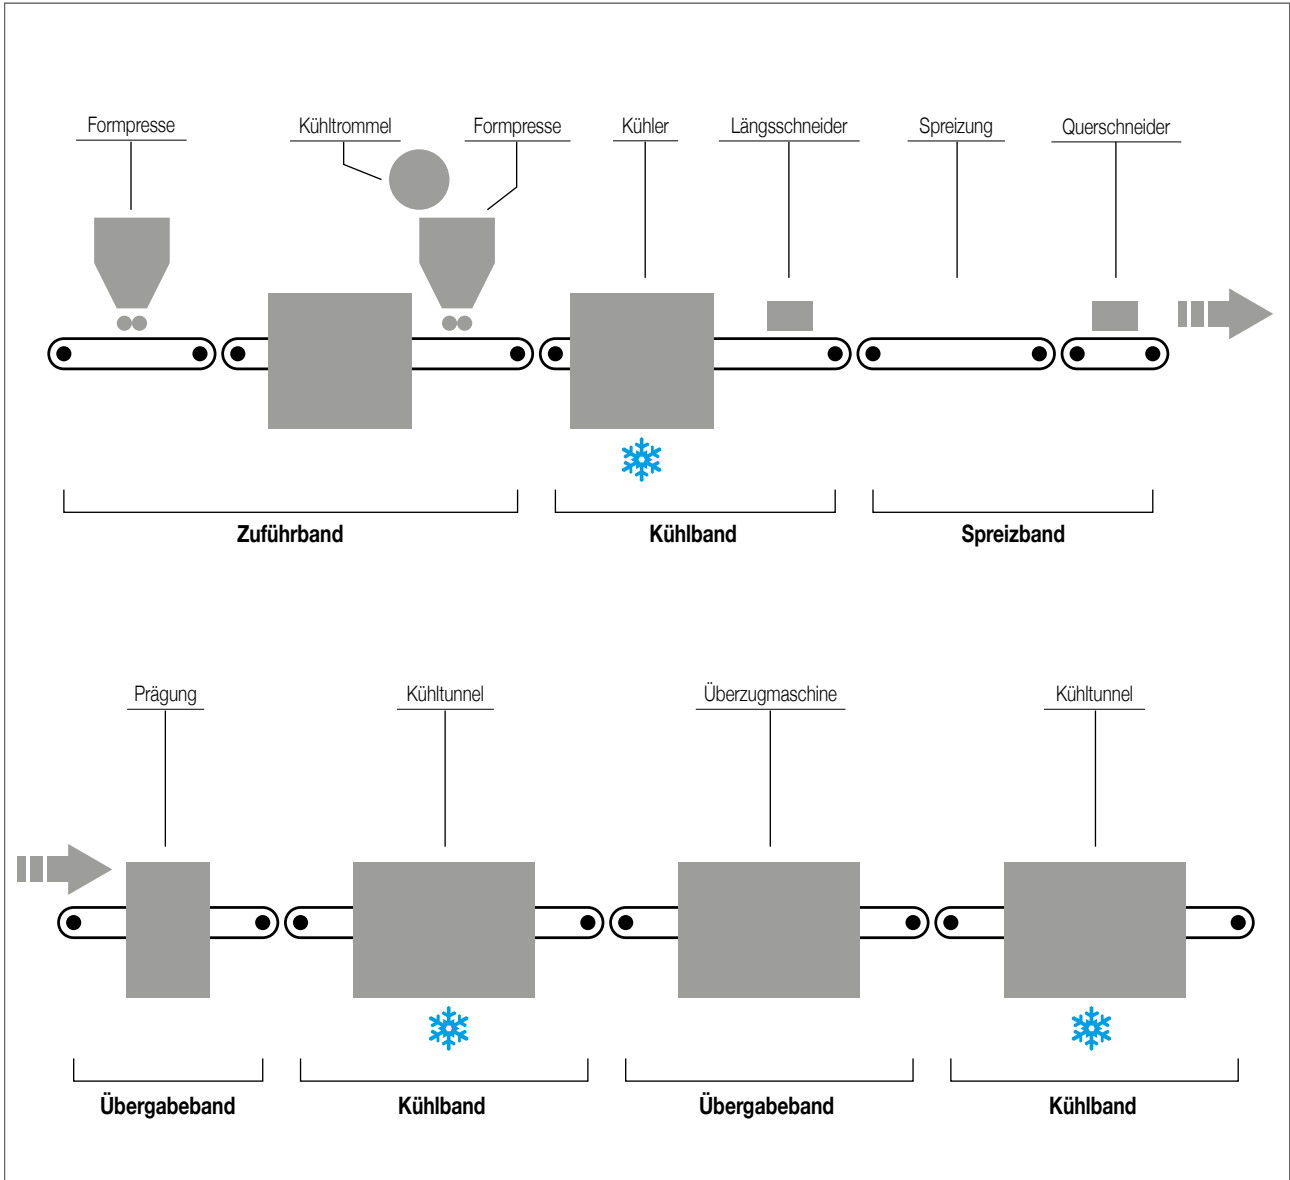 Formpresse
Kühltrommel
Formpresse
Kühler
Längsschneider
Spreizung
Querschneider
Zuführband
Kühlband
Spreizband
Prägung
Kühltunnel
Überzugmaschine
Kühltunnel
Übergabeband
Kühlband
Übergabeband
Kühlband